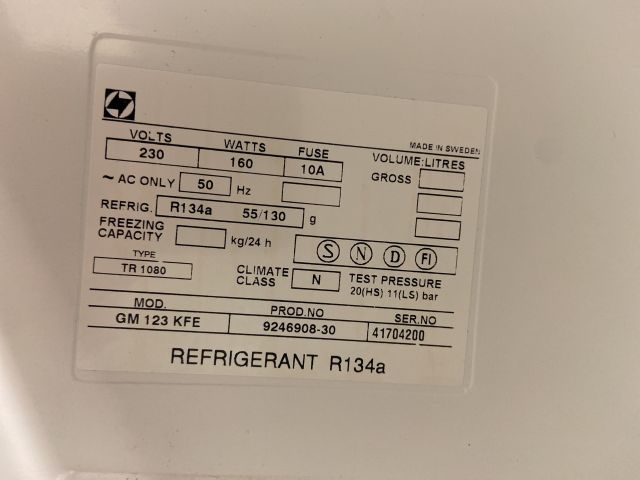 MADE IN SWEDEN
VOLTS WATTS FUSE VOLUME:LITRES
230 160 10A
GROSS
~ AC ONLY 50 Hz
REFRIG. R134a 55/130 g
FREEZING
CAPACITY kg/24 h
S N D FI
TYPE
TR 1080
CLIMATE
CLASS N
TEST PRESSURE
20(HS) 11(LS) bar
MOD. PROD.NO SER.NO
GM 123 KFE 9246908-30 41704200
REFRIGERANT R134a